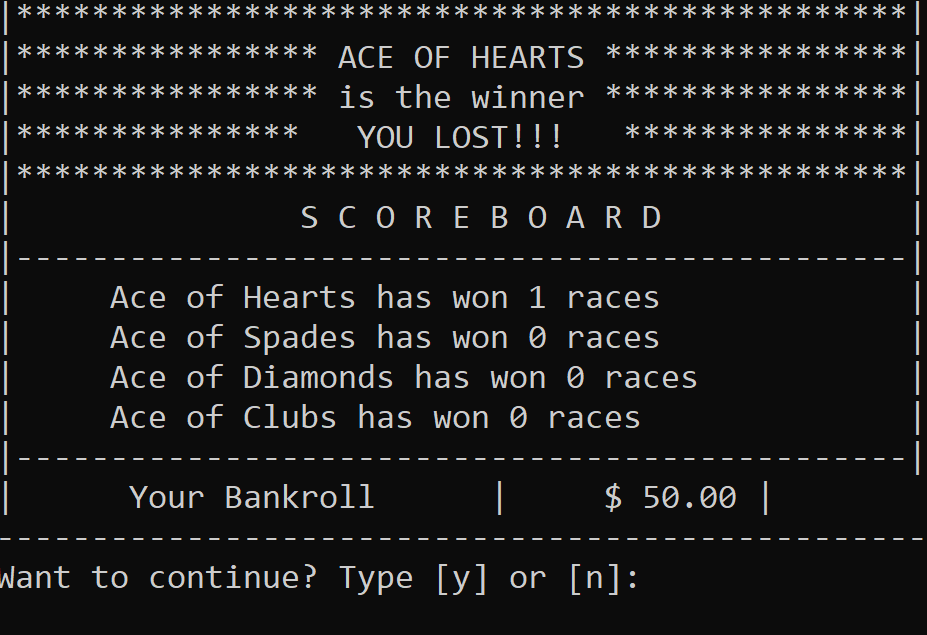 |***********************************************|
|**************** ACE OF HEARTS ****************|
|**************** is the winner ****************|
|***************   YOU LOST!!!   ***************|
|***********************************************|
|               S C O R E B O A R D             |
|-----------------------------------------------|
|     Ace of Hearts has won 1 races             |
|     Ace of Spades has won 0 races             |
|     Ace of Diamonds has won 0 races           |
|     Ace of Clubs has won 0 races              |
|-----------------------------------------------|
|      Your Bankroll      |     $ 50.00 |
-------------------------------------------------
Want to continue? Type [y] or [n]: